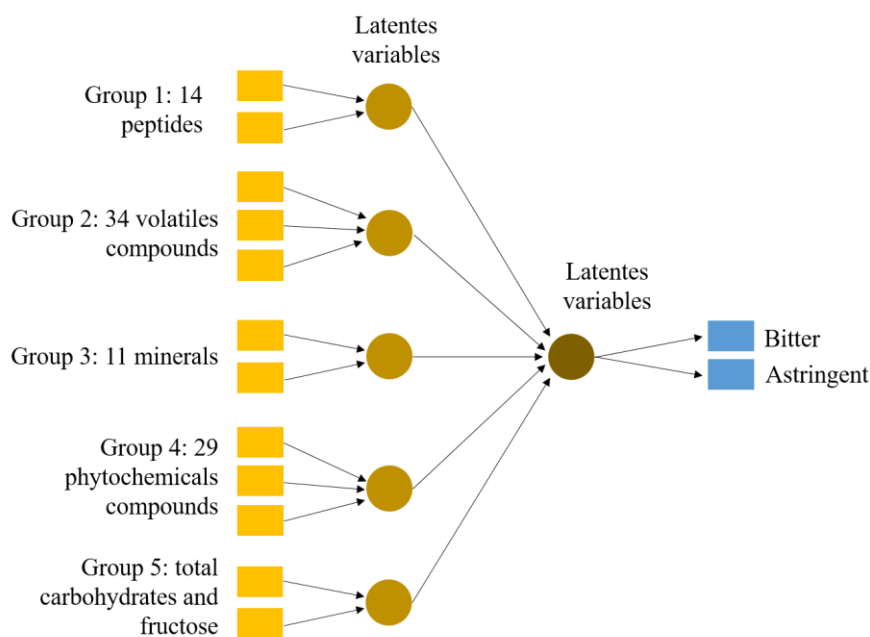 Latentes
variables
Group 1: 14
peptides
Group 2: 34 volatiles
compounds
Latentes
variables
Group 3: 11 minerals
Bitter
Astringent
Group 4: 29
phytochemicals
compounds
Group 5: total
carbohydrates and
fructose